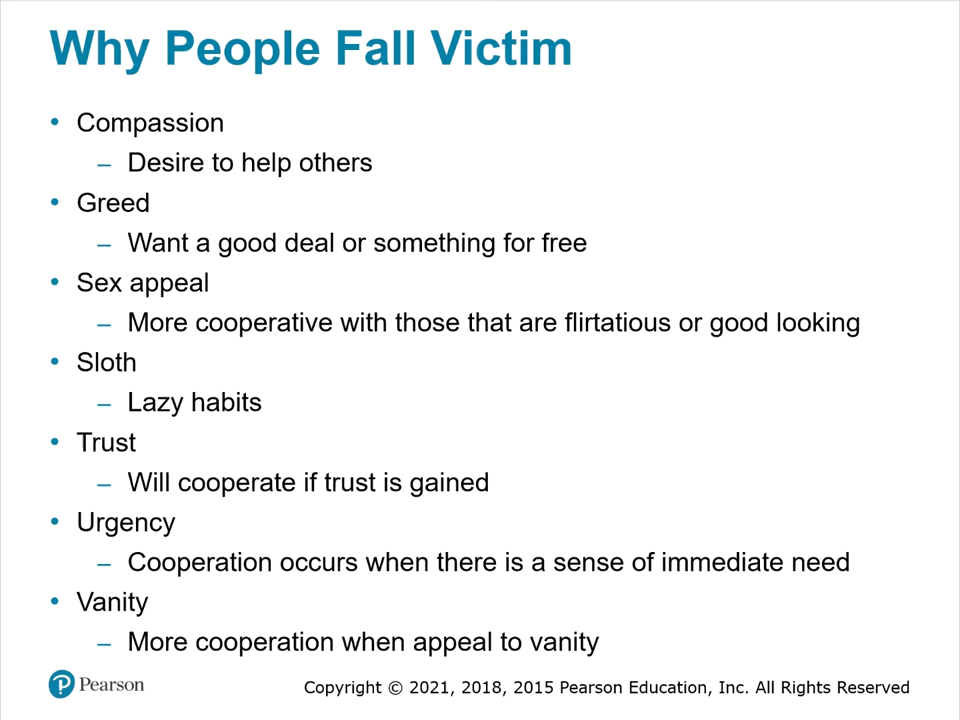 Why People Fall Victim
• Compassion
– Desire to help others
• Greed
– Want a good deal or something for free
• Sex appeal
– More cooperative with those that are flirtatious or good looking
• Sloth
– Lazy habits
• Trust
– Will cooperate if trust is gained
• Urgency
– Cooperation occurs when there is a sense of immediate need
• Vanity
– More cooperation when appeal to vanity
P Pearson
Copyright © 2021, 2018, 2015 Pearson Education, Inc. All Rights Reserved